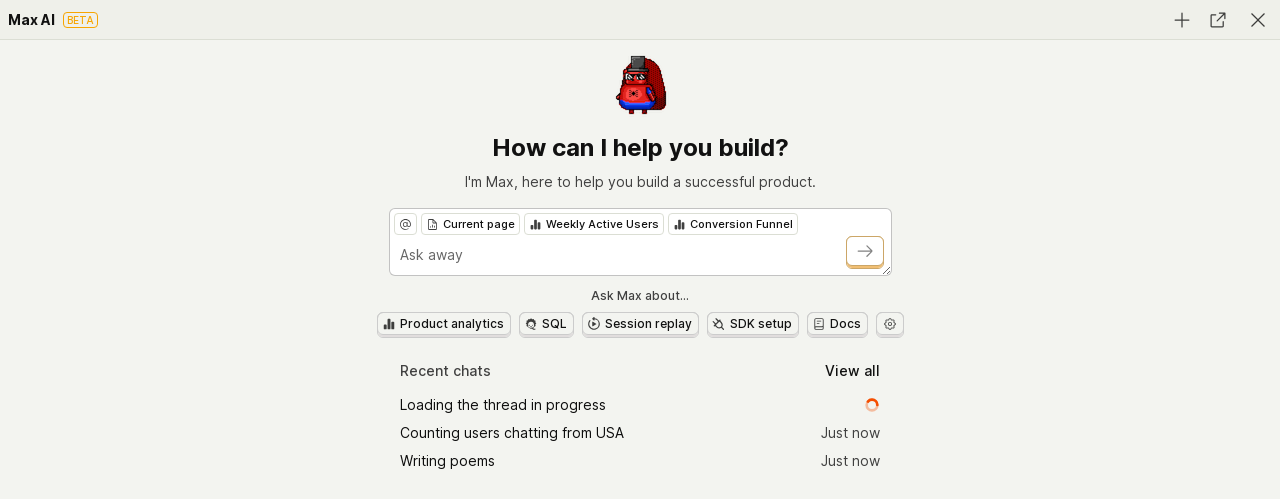 Max AI BETA
How can I help you build?
I'm Max, here to help you build a successful product.
Current page Weekly Active Users Conversion Funnel
Ask away
Ask Max about...
Product analytics SQL Session replay SDK setup Docs
Recent chats View all
Loading the thread in progress
Counting users chatting from USA Just now
Writing poems Just now